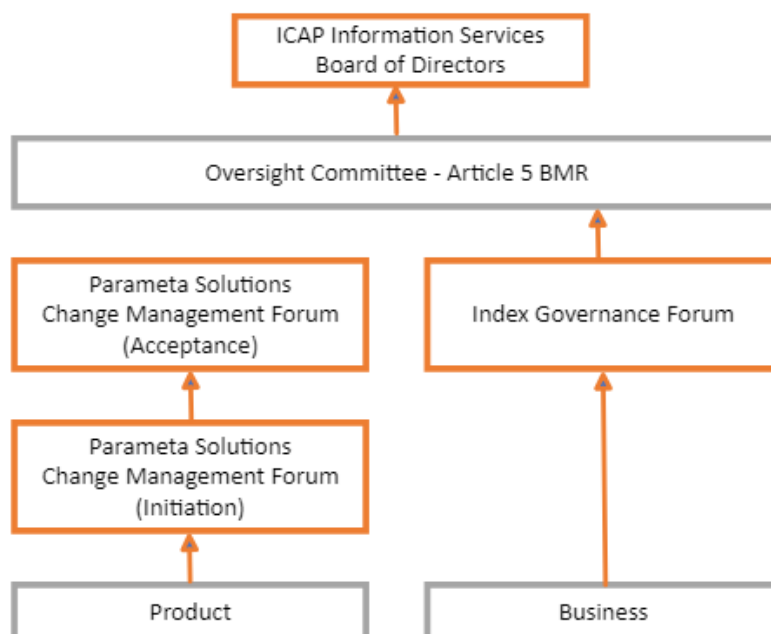 ICAP Information Services
Board of Directors
Oversight Committee - Article 5 BMR
Parameta Solutions
Change Management Forum
(Acceptance)
Index Governance Forum
Parameta Solutions
Change Management Forum
(Initiation)
Product
Business